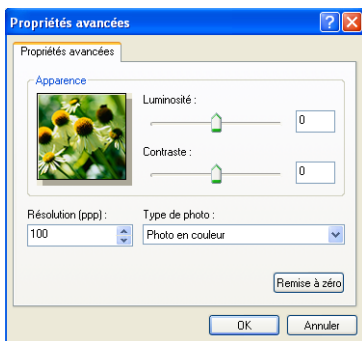 Propriétés avancées
Propriétés avancées
Apparence
Luminosité :
0
Contraste :
0
Résolution (ppp) :
Type de photo :
100
Photo en couleur
Remise à zéro
OK
Annuler